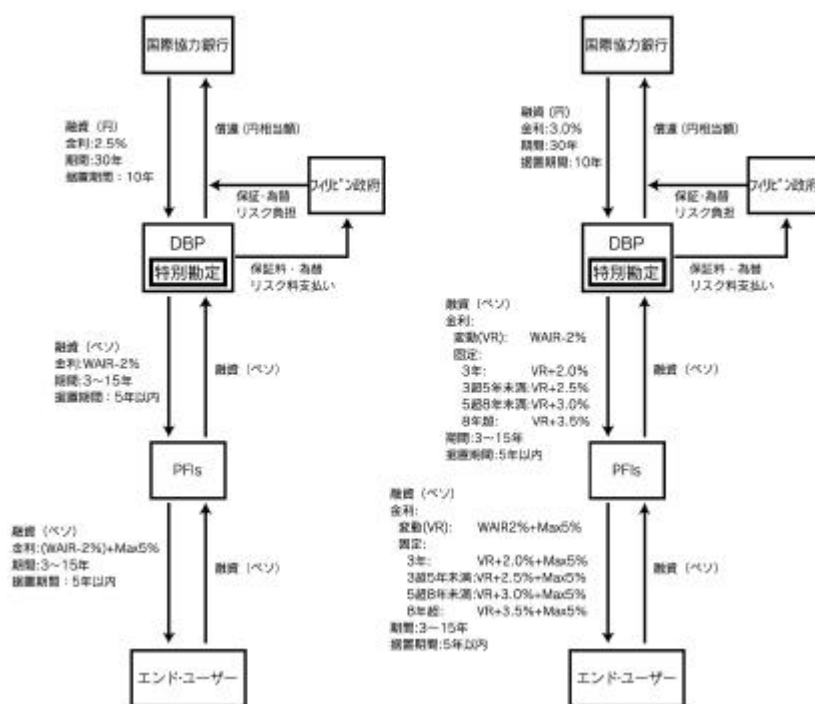 国際協力銀行
融資（円）
金利:2.5%
期間:30年
据置期間：10年
償還(円相当額)
フィリピン政府
保証・為替
リスク負担
DBP
特別勘定
保証料・為替
リスク料支払い
融資（ペソ）
金利:WAIR-2%
期間:3〜15年
据置期間：5年以内
融資（ペソ）
PFIs
融資（ペソ）
金利:(WAIR-2%)+Max5%
期間:3〜15年
据置期間：5年以内
融資（ペソ）
エンド・ユーザー
国際協力銀行
融資（円）
金利:3.0%
期間:30年
据置期間:10年
償還(円相当額)
フィリピン政府
保証・為替
リスク負担
DBP
特別勘定
保証料・為替
リスク料支払い
融資（ペソ）
金利:
変動(VR): WAIR-2%
固定:
3年: VR+2.0%
3超5年未満:VR+2.5%
5超8年未満:VR+3.0%
8年超: VR+3.5%
期間:3〜15年
据置期間:5年以内
融資（ペソ）
PFIs
融資（ペソ）
金利:
変動(VR): WAIR2%+Max5%
固定:
3年: VR+2.0%+Max5%
3超5年未満:VR+2.5%+Max5%
5超8年未満:VR+3.0%+Max5%
8年超: VR+3.5%+Max5%
期間:3〜15年
据置期間:5年以内
融資（ペソ）
エンド・ユーザー